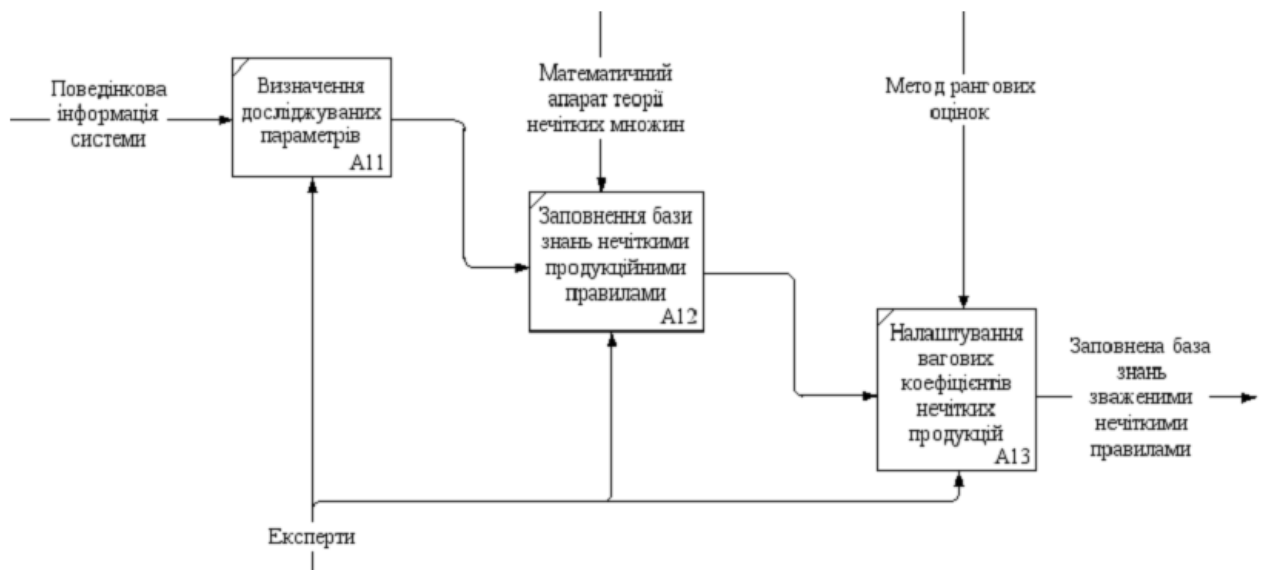 Поведінкова
інформація
системи
Визначення
досліджуваних
параметрів
A11
Математичний
апарат теорії
нечітких множин
Метод рангових
оцінок
Заповнення бази
знань нечіткими
продукційними
правилами
A12
Налаштування
вагових
коефіцієнтів
нечітких
продукцій
A13
Заповнена база
знань
зваженими
нечіткими
правилами
Експерти